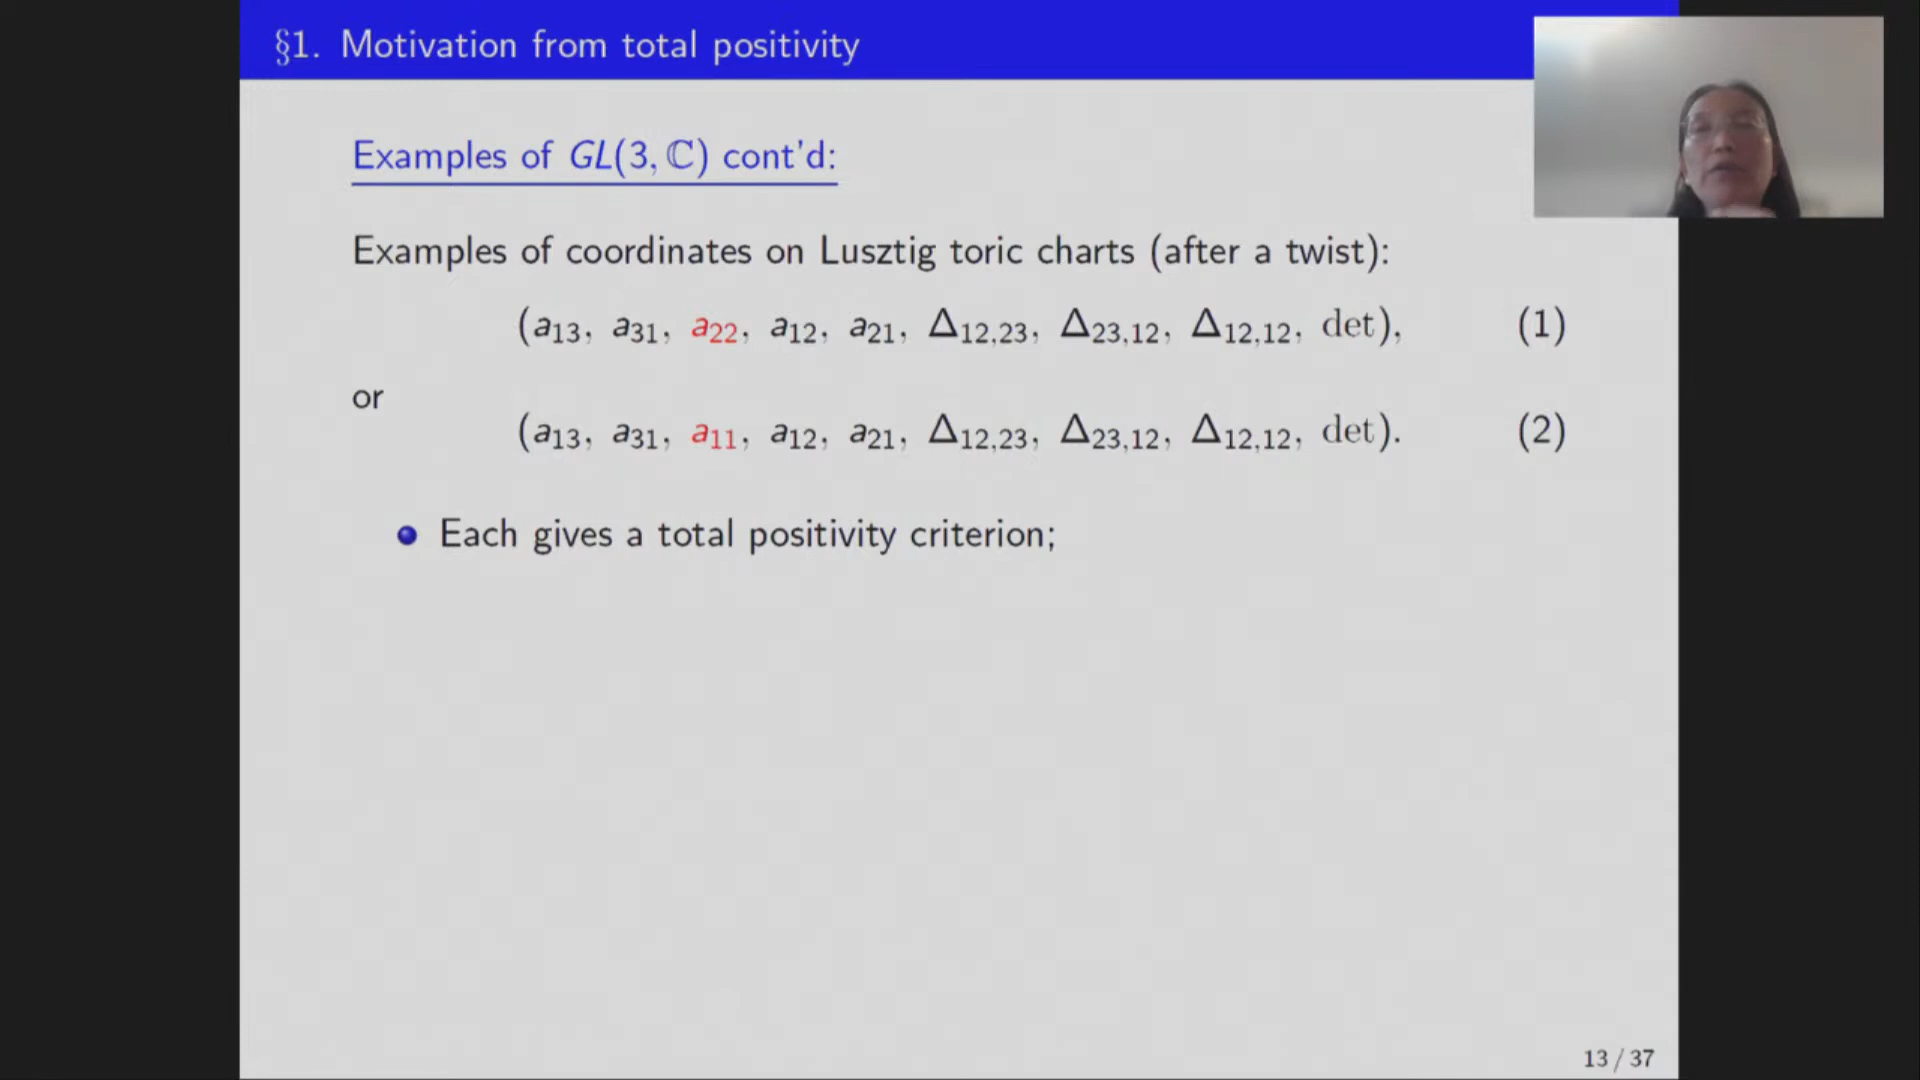 §1. Motivation from total positivity
Examples of GL(3, ℂ) cont'd:
Examples of coordinates on Lusztig toric charts (after a twist):
(a₁₃, a₃₁, a₂₂, a₁₂, a₂₁, Δ₁₂,₂₃, Δ₂₃,₁₂, Δ₁₂,₁₂, det), (1)
or
(a₁₃, a₃₁, a₁₁, a₁₂, a₂₁, Δ₁₂,₂₃, Δ₂₃,₁₂, Δ₁₂,₁₂, det). (2)
Each gives a total positivity criterion;
13 / 37